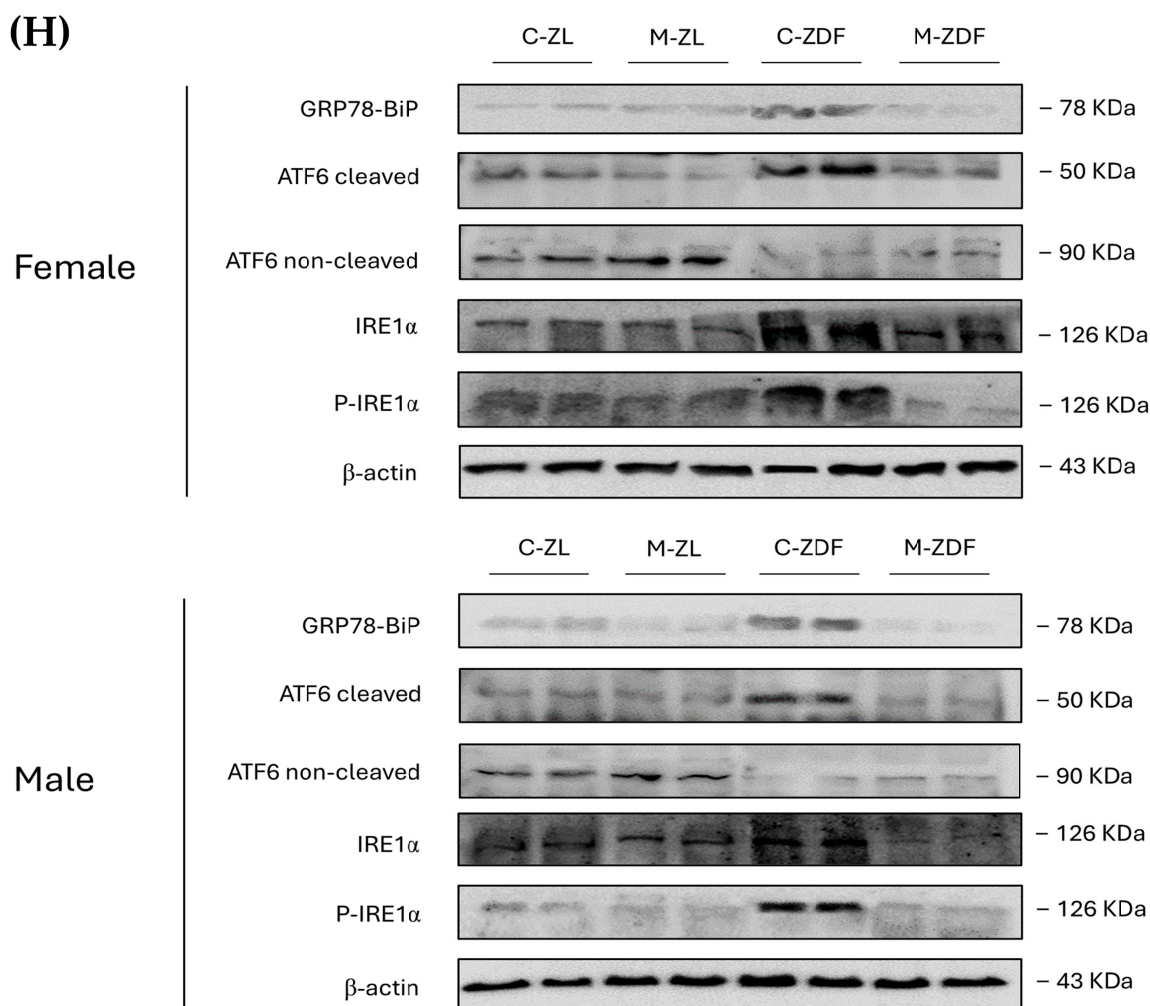 (H)
C-ZL M-ZL C-ZDF M-ZDF
GRP78-BiP – 78 KDa
ATF6 cleaved – 50 KDa
ATF6 non-cleaved – 90 KDa
Female
IRE1α – 126 KDa
P-IRE1α – 126 KDa
β-actin – 43 KDa
C-ZL M-ZL C-ZDF M-ZDF
GRP78-BiP – 78 KDa
ATF6 cleaved – 50 KDa
ATF6 non-cleaved – 90 KDa
Male
IRE1α – 126 KDa
P-IRE1α – 126 KDa
β-actin – 43 KDa